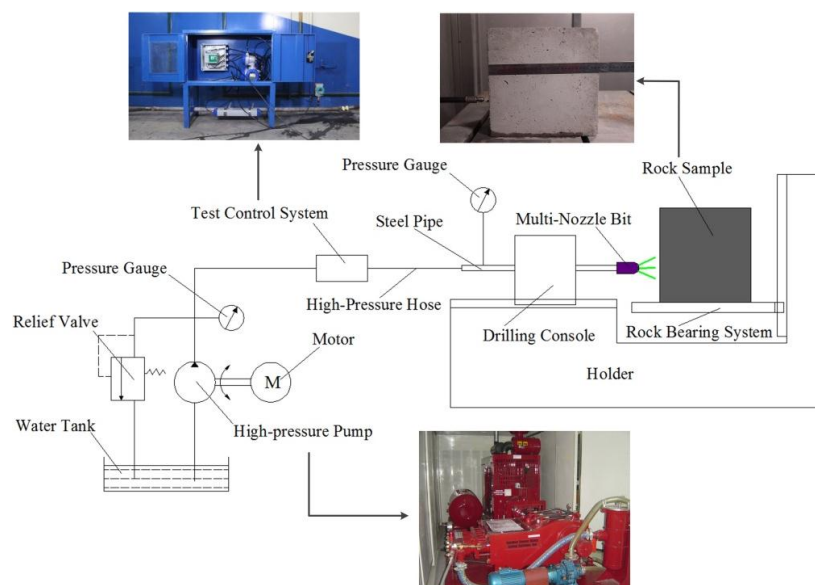 Pressure Gauge
Rock Sample
Test Control System
Steel Pipe
Multi-Nozzle Bit
Pressure Gauge
High-Pressure Hose
Relief Valve
Drilling Console
Rock Bearing System
Motor
Holder
M
Water Tank
High-pressure Pump